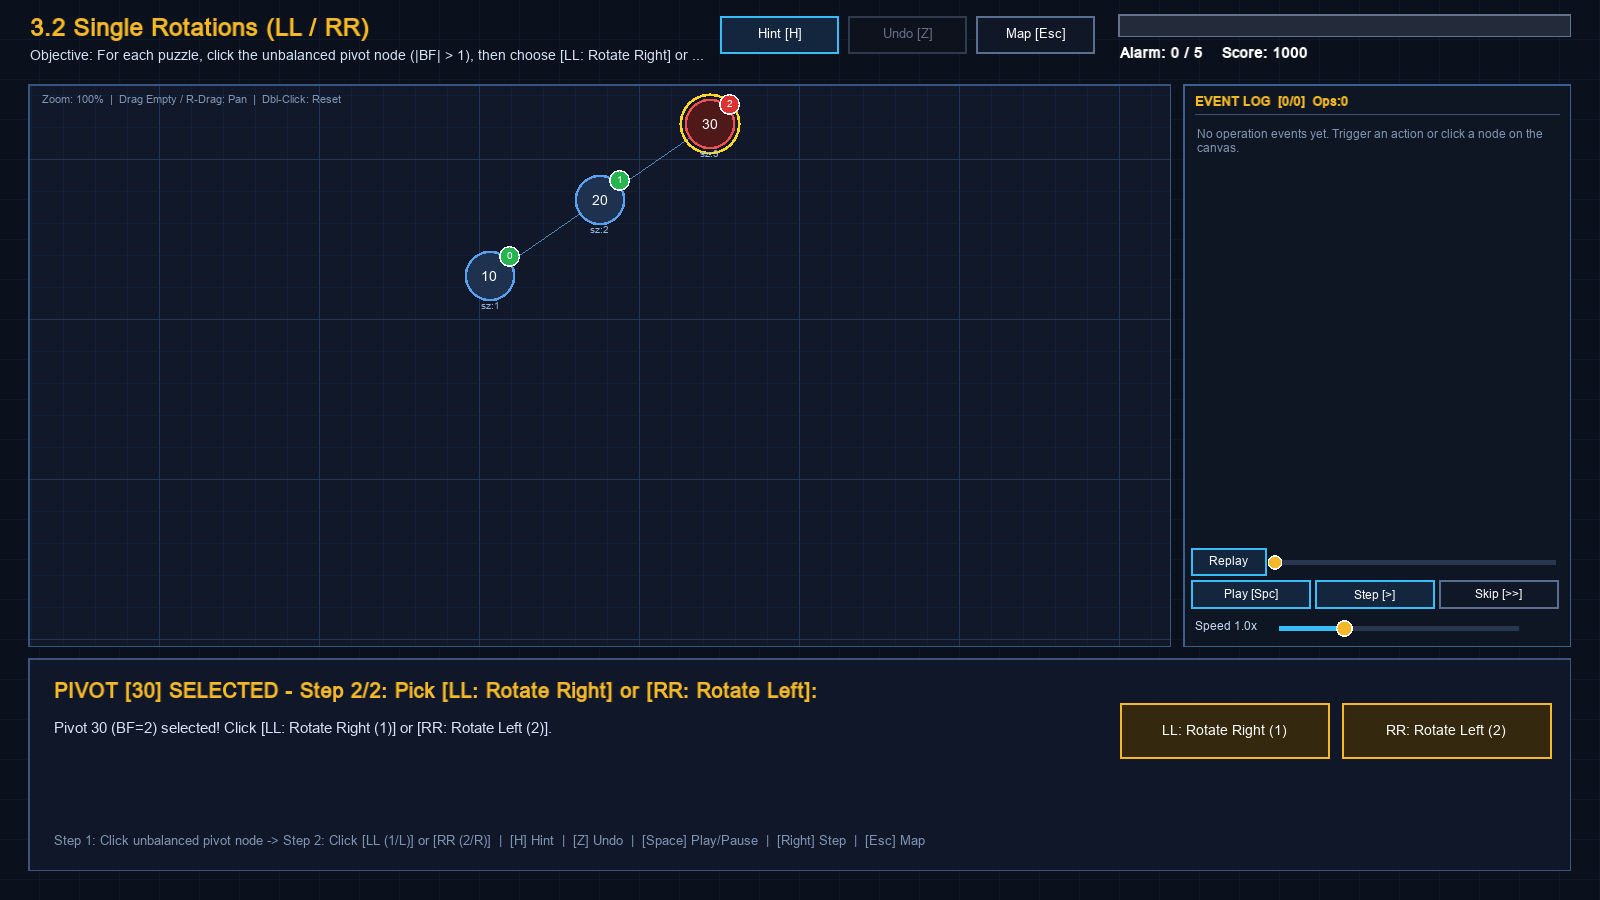 3.2 Single Rotations (LL / RR)
Objective: For each puzzle, click the unbalanced pivot node (|BF| > 1), then choose [LL: Rotate Right] or ...
Hint [H]
Undo [Z]
Map [Esc]
Alarm: 0 / 5
Score: 1000
Zoom: 100%  |  Drag Empty / R-Drag: Pan  |  Dbl-Click: Reset
2
30
sz:3
1
20
sz:2
0
10
sz:1
EVENT LOG  [0/0]  Ops:0
No operation events yet. Trigger an action or click a node on the
canvas.
Replay
Play [Spc]
Step [>]
Skip [>>]
Speed 1.0x
PIVOT [30] SELECTED - Step 2/2: Pick [LL: Rotate Right] or [RR: Rotate Left]:
Pivot 30 (BF=2) selected! Click [LL: Rotate Right (1)] or [RR: Rotate Left (2)].
LL: Rotate Right (1)
RR: Rotate Left (2)
Step 1: Click unbalanced pivot node -> Step 2: Click [LL (1/L)] or [RR (2/R)]  |  [H] Hint  |  [Z] Undo  |  [Space] Play/Pause  |  [Right] Step  |  [Esc] Map